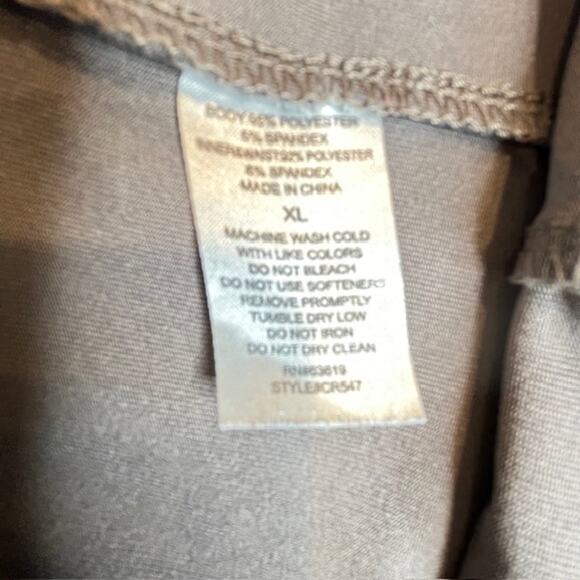 BODY 95% POLYESTER
5% SPANDEX
INNER&WAIST:92% POLYESTER
8% SPANDEX
MADE IN CHINA
XL
MACHINE WASH COLD
WITH LIKE COLORS
DO NOT BLEACH
DO NOT USE SOFTENERS
REMOVE PROMPTLY
TUMBLE DRY LOW
DO NOT IRON
DO NOT DRY CLEAN
RN#63619
STYLE#CR547